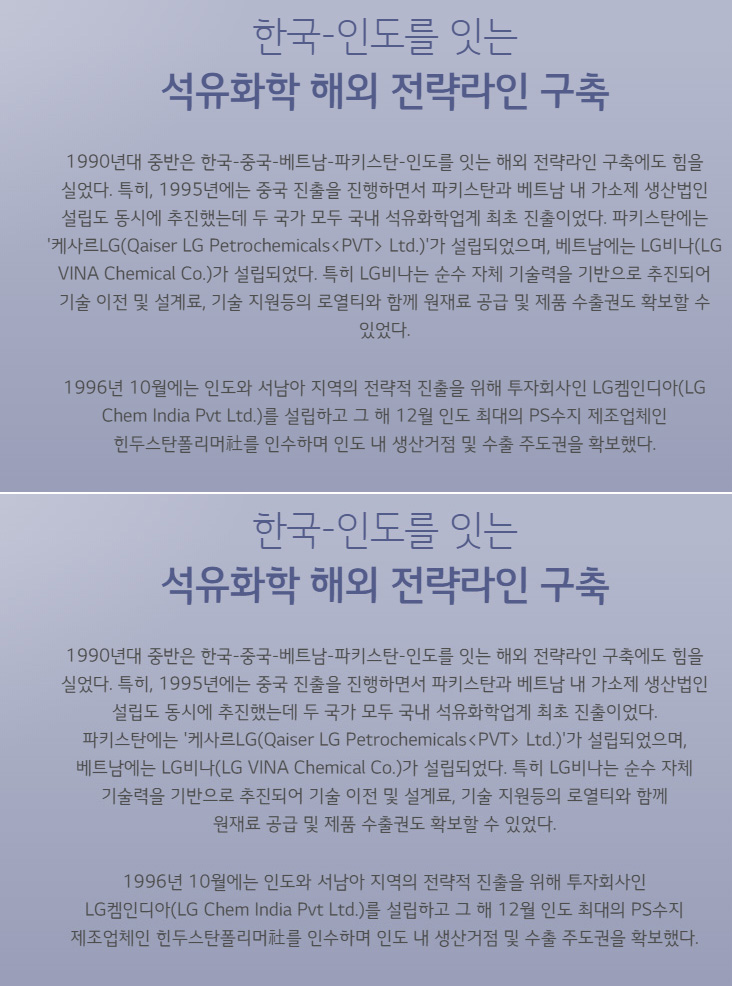 한국-인도를 잇는
석유화학 해외 전략라인 구축
1990년대 중반은 한국-중국-베트남-파키스탄-인도를 잇는 해외 전략라인 구축에도 힘을
실었다. 특히, 1995년에는 중국 진출을 진행하면서 파키스탄과 베트남 내 가소제 생산법인
설립도 동시에 추진했는데 두 국가 모두 국내 석유화학업계 최초 진출이었다. 파키스탄에는
'케사르LG(Qaiser LG Petrochemicals<PVT> Ltd.)'가 설립되었으며, 베트남에는 LG비나(LG
VINA Chemical Co.)가 설립되었다. 특히 LG비나는 순수 자체 기술력을 기반으로 추진되어
기술 이전 및 설계료, 기술 지원등의 로열티와 함께 원재료 공급 및 제품 수출권도 확보할 수
있었다.
1996년 10월에는 인도와 서남아 지역의 전략적 진출을 위해 투자회사인 LG켐인디아(LG
Chem India Pvt Ltd.)를 설립하고 그 해 12월 인도 최대의 PS수지 제조업체인
힌두스탄폴리머社를 인수하며 인도 내 생산거점 및 수출 주도권을 확보했다.
한국-인도를 잇는
석유화학 해외 전략라인 구축
1990년대 중반은 한국-중국-베트남-파키스탄-인도를 잇는 해외 전략라인 구축에도 힘을
실었다. 특히, 1995년에는 중국 진출을 진행하면서 파키스탄과 베트남 내 가소제 생산법인
설립도 동시에 추진했는데 두 국가 모두 국내 석유화학업계 최초 진출이었다.
파키스탄에는 '케사르LG(Qaiser LG Petrochemicals<PVT> Ltd.)'가 설립되었으며,
베트남에는 LG비나(LG VINA Chemical Co.)가 설립되었다. 특히 LG비나는 순수 자체
기술력을 기반으로 추진되어 기술 이전 및 설계료, 기술 지원등의 로열티와 함께
원재료 공급 및 제품 수출권도 확보할 수 있었다.
1996년 10월에는 인도와 서남아 지역의 전략적 진출을 위해 투자회사인
LG켐인디아(LG Chem India Pvt Ltd.)를 설립하고 그 해 12월 인도 최대의 PS수지
제조업체인 힌두스탄폴리머社를 인수하며 인도 내 생산거점 및 수출 주도권을 확보했다.